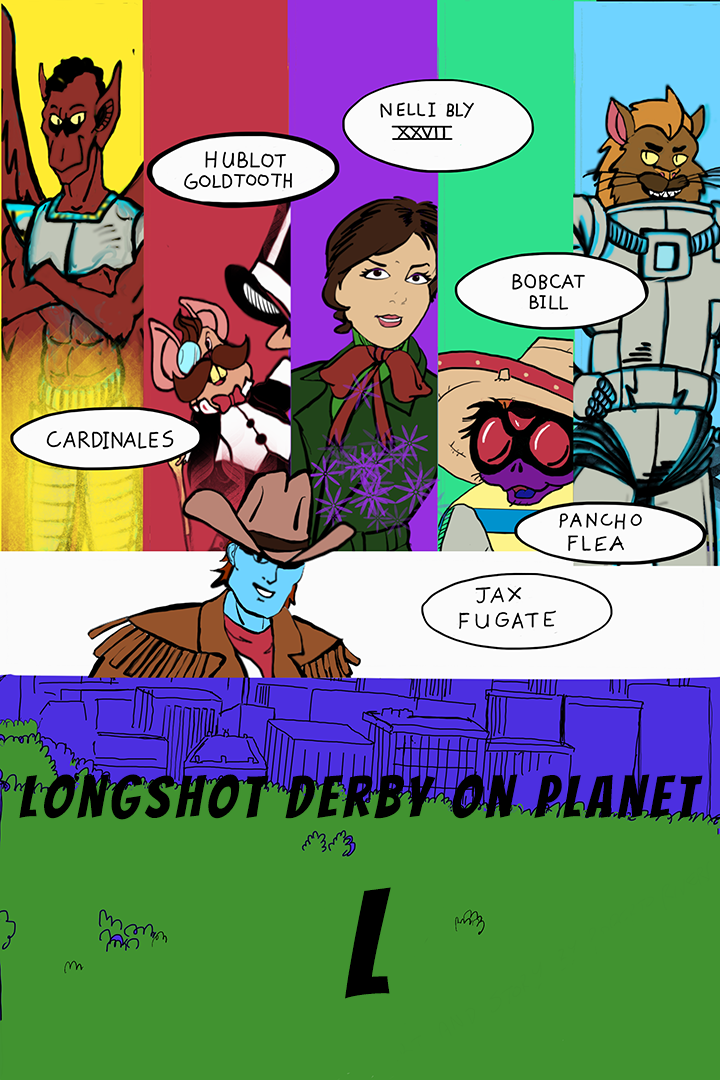 NELLI BLY
XXVII
HUBLOT
GOLDTOOTH
BOBCAT
BILL
CARDINALES
PANCHO
FLEA
JAX
FUGATE
LONGSHOT DERBY ON PLANET
L